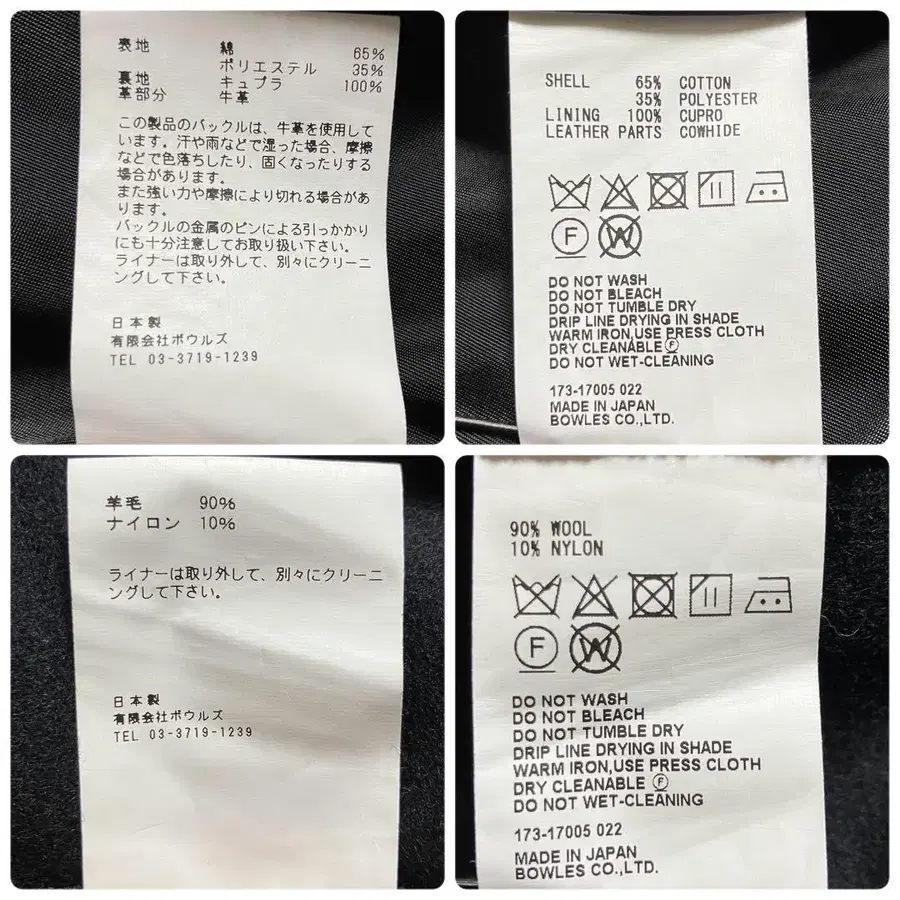 表地 綿 65%
ポリエステル 35%
裏地 キュプラ 100%
革部分 牛革
この製品のバックルは、牛革を使用して
います。汗や雨などで湿った場合、摩擦
などで色落ちしたり、固くなったりする
場合があります。
また強い力や摩擦により切れる場合があ
ります。
バックルの金属のピンによる引っかかり
にも十分注意してお取り扱い下さい。
ライナーは取り外して、別々にクリーニ
ングして下さい。
日本製
有限会社ボウルズ
TEL 03-3719-1239
SHELL 65% COTTON
35% POLYESTER
LINING 100% CUPRO
LEATHER PARTS COWHIDE
F W
DO NOT WASH
DO NOT BLEACH
DO NOT TUMBLE DRY
DRIP LINE DRYING IN SHADE
WARM IRON,USE PRESS CLOTH
DRY CLEANABLE Ⓕ
DO NOT WET-CLEANING
173-17005 022
MADE IN JAPAN
BOWLES CO.,LTD.
羊毛 90%
ナイロン 10%
ライナーは取り外して、別々にクリーニ
ングして下さい。
日本製
有限会社ボウルズ
TEL 03-3719-1239
90% WOOL
10% NYLON
F W
DO NOT WASH
DO NOT BLEACH
DO NOT TUMBLE DRY
DRIP LINE DRYING IN SHADE
WARM IRON,USE PRESS CLOTH
DRY CLEANABLE Ⓕ
DO NOT WET-CLEANING
173-17005 022
MADE IN JAPAN
BOWLES CO.,LTD.